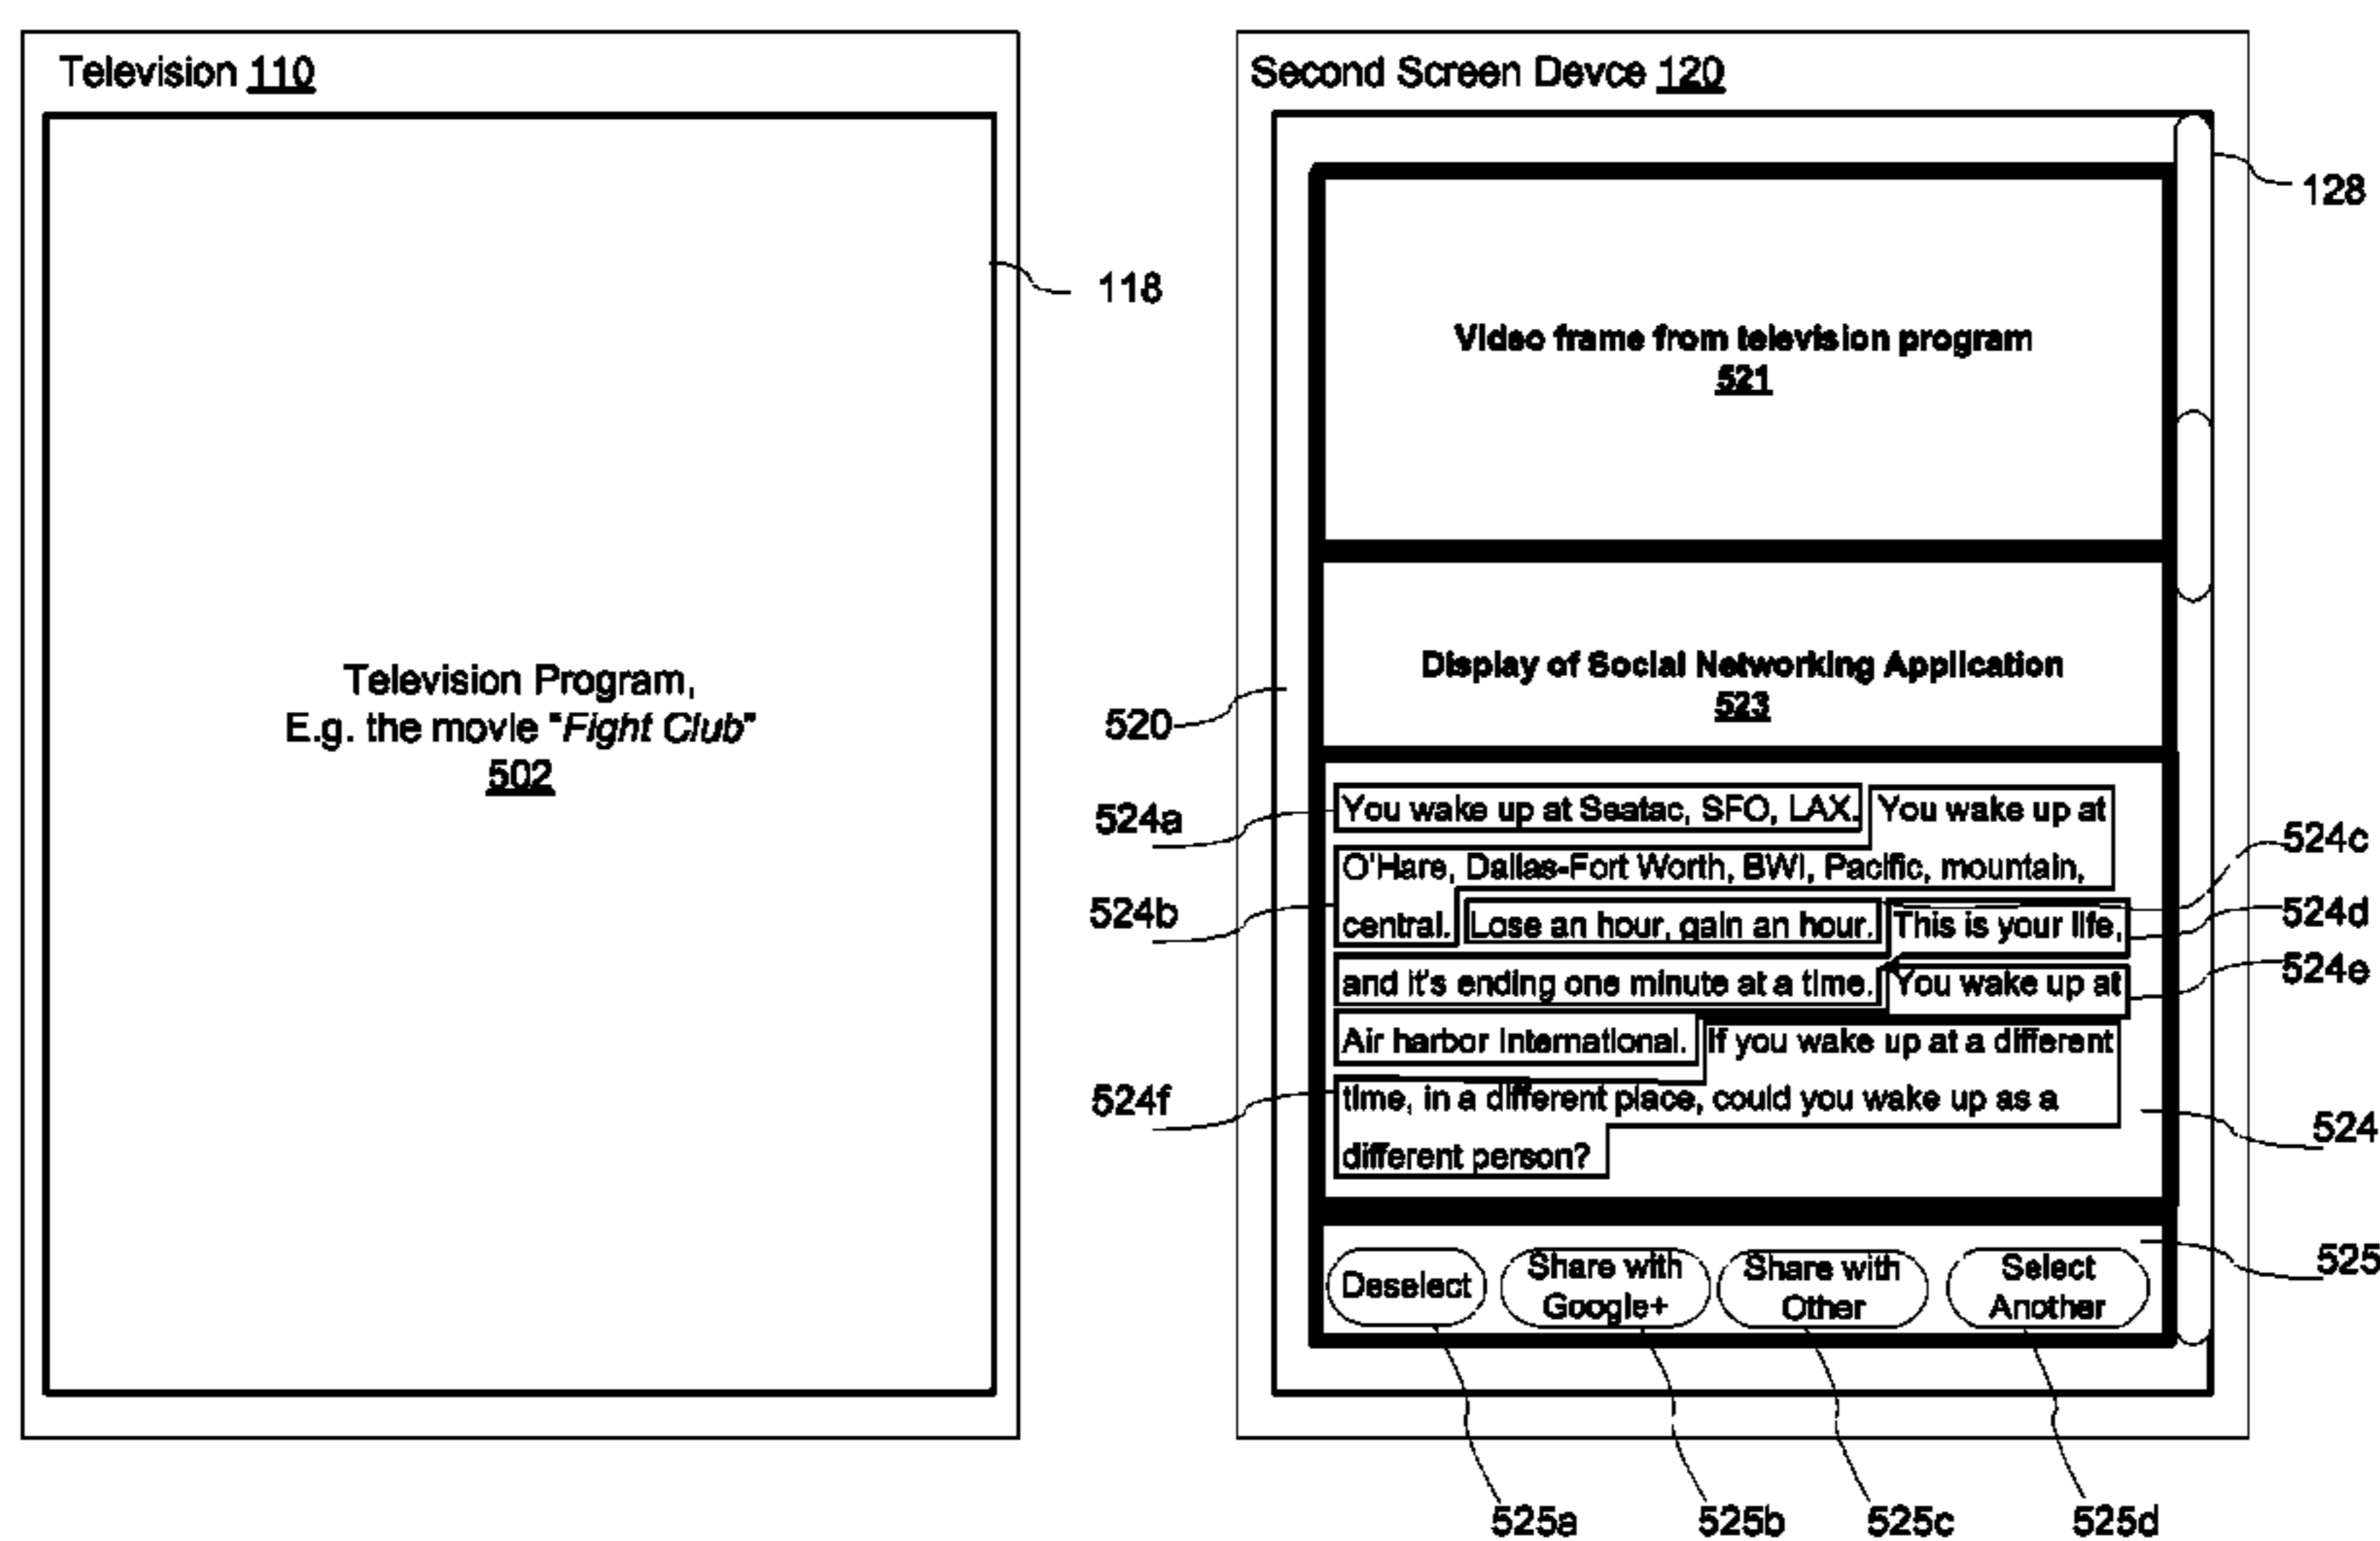 Television 110
118
Television Program,
E.g. the movie "Fight Club"
502
Second Screen Devce 120
128
Video frame from television program
521
Display of Social Networking Application
523
520
524a
524b
524f
You wake up at Seatac, SFO, LAX. You wake up at
O'Hare, Dallas-Fort Worth, BWI, Pacific, mountain,
central. Lose an hour, gain an hour. This is your life,
and it's ending one minute at a time. You wake up at
Air harbor International. If you wake up at a different
time, in a different place, could you wake up as a
different person?
524c
524d
524e
524
Deselect
Share with
Google+
Share with
Other
Select
Another
525
525a
525b
525c
525d